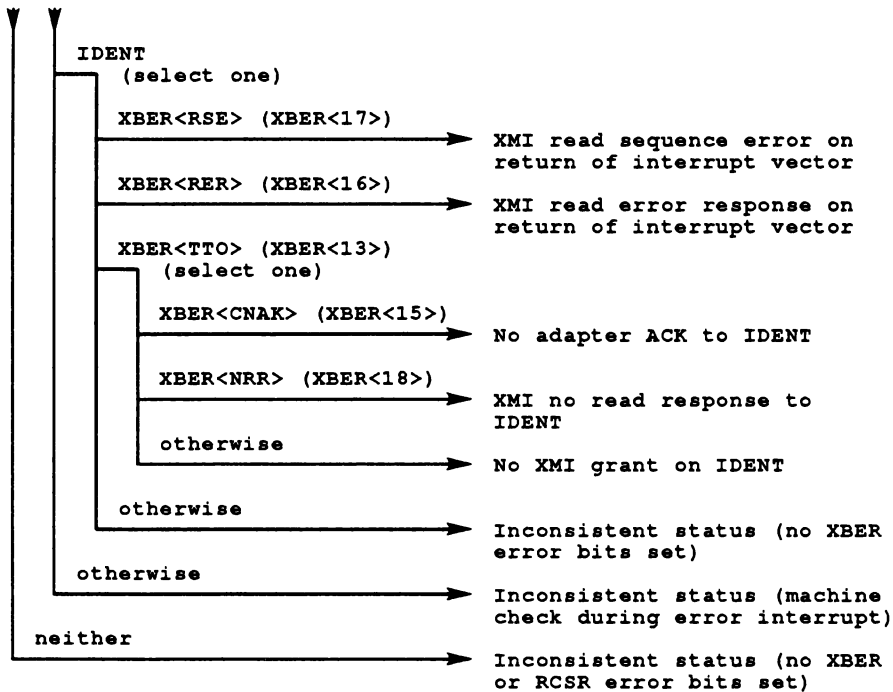 IDENT
(select one)
XBER<RSE> (XBER<17>)
XMI read sequence error on
return of interrupt vector
XBER<RER> (XBER<16>)
XMI read error response on
return of interrupt vector
XBER<TTO> (XBER<13>)
(select one)
XBER<CNAK> (XBER<15>)
No adapter ACK to IDENT
XBER<NRR> (XBER<18>)
XMI no read response to
IDENT
otherwise
No XMI grant on IDENT
otherwise
Inconsistent status (no XBER
error bits set)
otherwise
Inconsistent status (machine
check during error interrupt)
neither
Inconsistent status (no XBER
or RCSR error bits set)